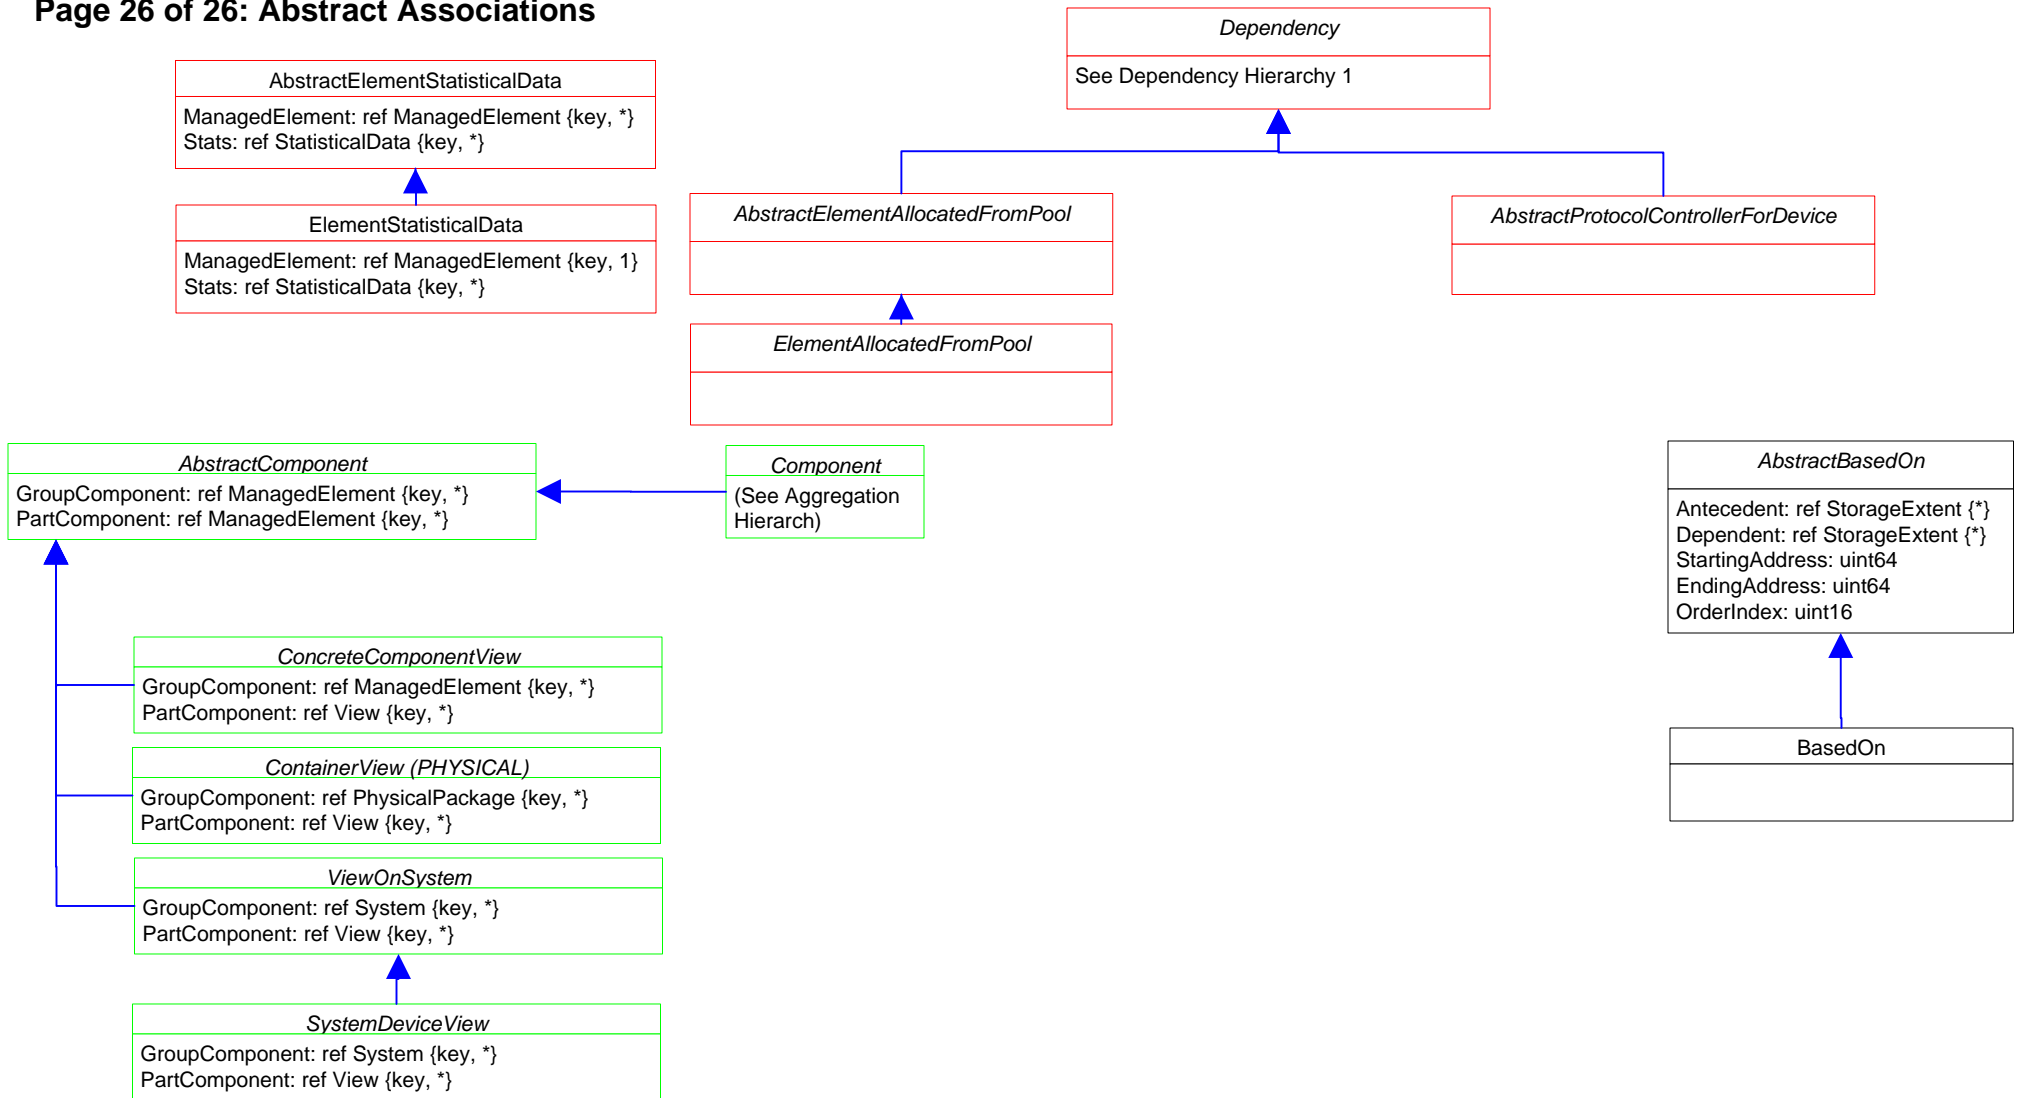 Page 26 of 26: Abstract Associations
Dependency
See Dependency Hierarchy 1
AbstractElementStatisticalData
ManagedElement: ref ManagedElement {key, *}
Stats: ref StatisticalData {key, *}
ElementStatisticalData
ManagedElement: ref ManagedElement {key, 1}
Stats: ref StatisticalData {key, *}
AbstractElementAllocatedFromPool
AbstractProtocolControllerForDevice
ElementAllocatedFromPool
AbstractComponent
GroupComponent: ref ManagedElement {key, *}
PartComponent: ref ManagedElement {key, *}
Component
(See Aggregation
Hierarch)
AbstractBasedOn
Antecedent: ref StorageExtent {*}
Dependent: ref StorageExtent {*}
StartingAddress: uint64
EndingAddress: uint64
OrderIndex: uint16
BasedOn
ConcreteComponentView
GroupComponent: ref ManagedElement {key, *}
PartComponent: ref View {key, *}
ContainerView (PHYSICAL)
GroupComponent: ref PhysicalPackage {key, *}
PartComponent: ref View {key, *}
ViewOnSystem
GroupComponent: ref System {key, *}
PartComponent: ref View {key, *}
SystemDeviceView
GroupComponent: ref System {key, *}
PartComponent: ref View {key, *}